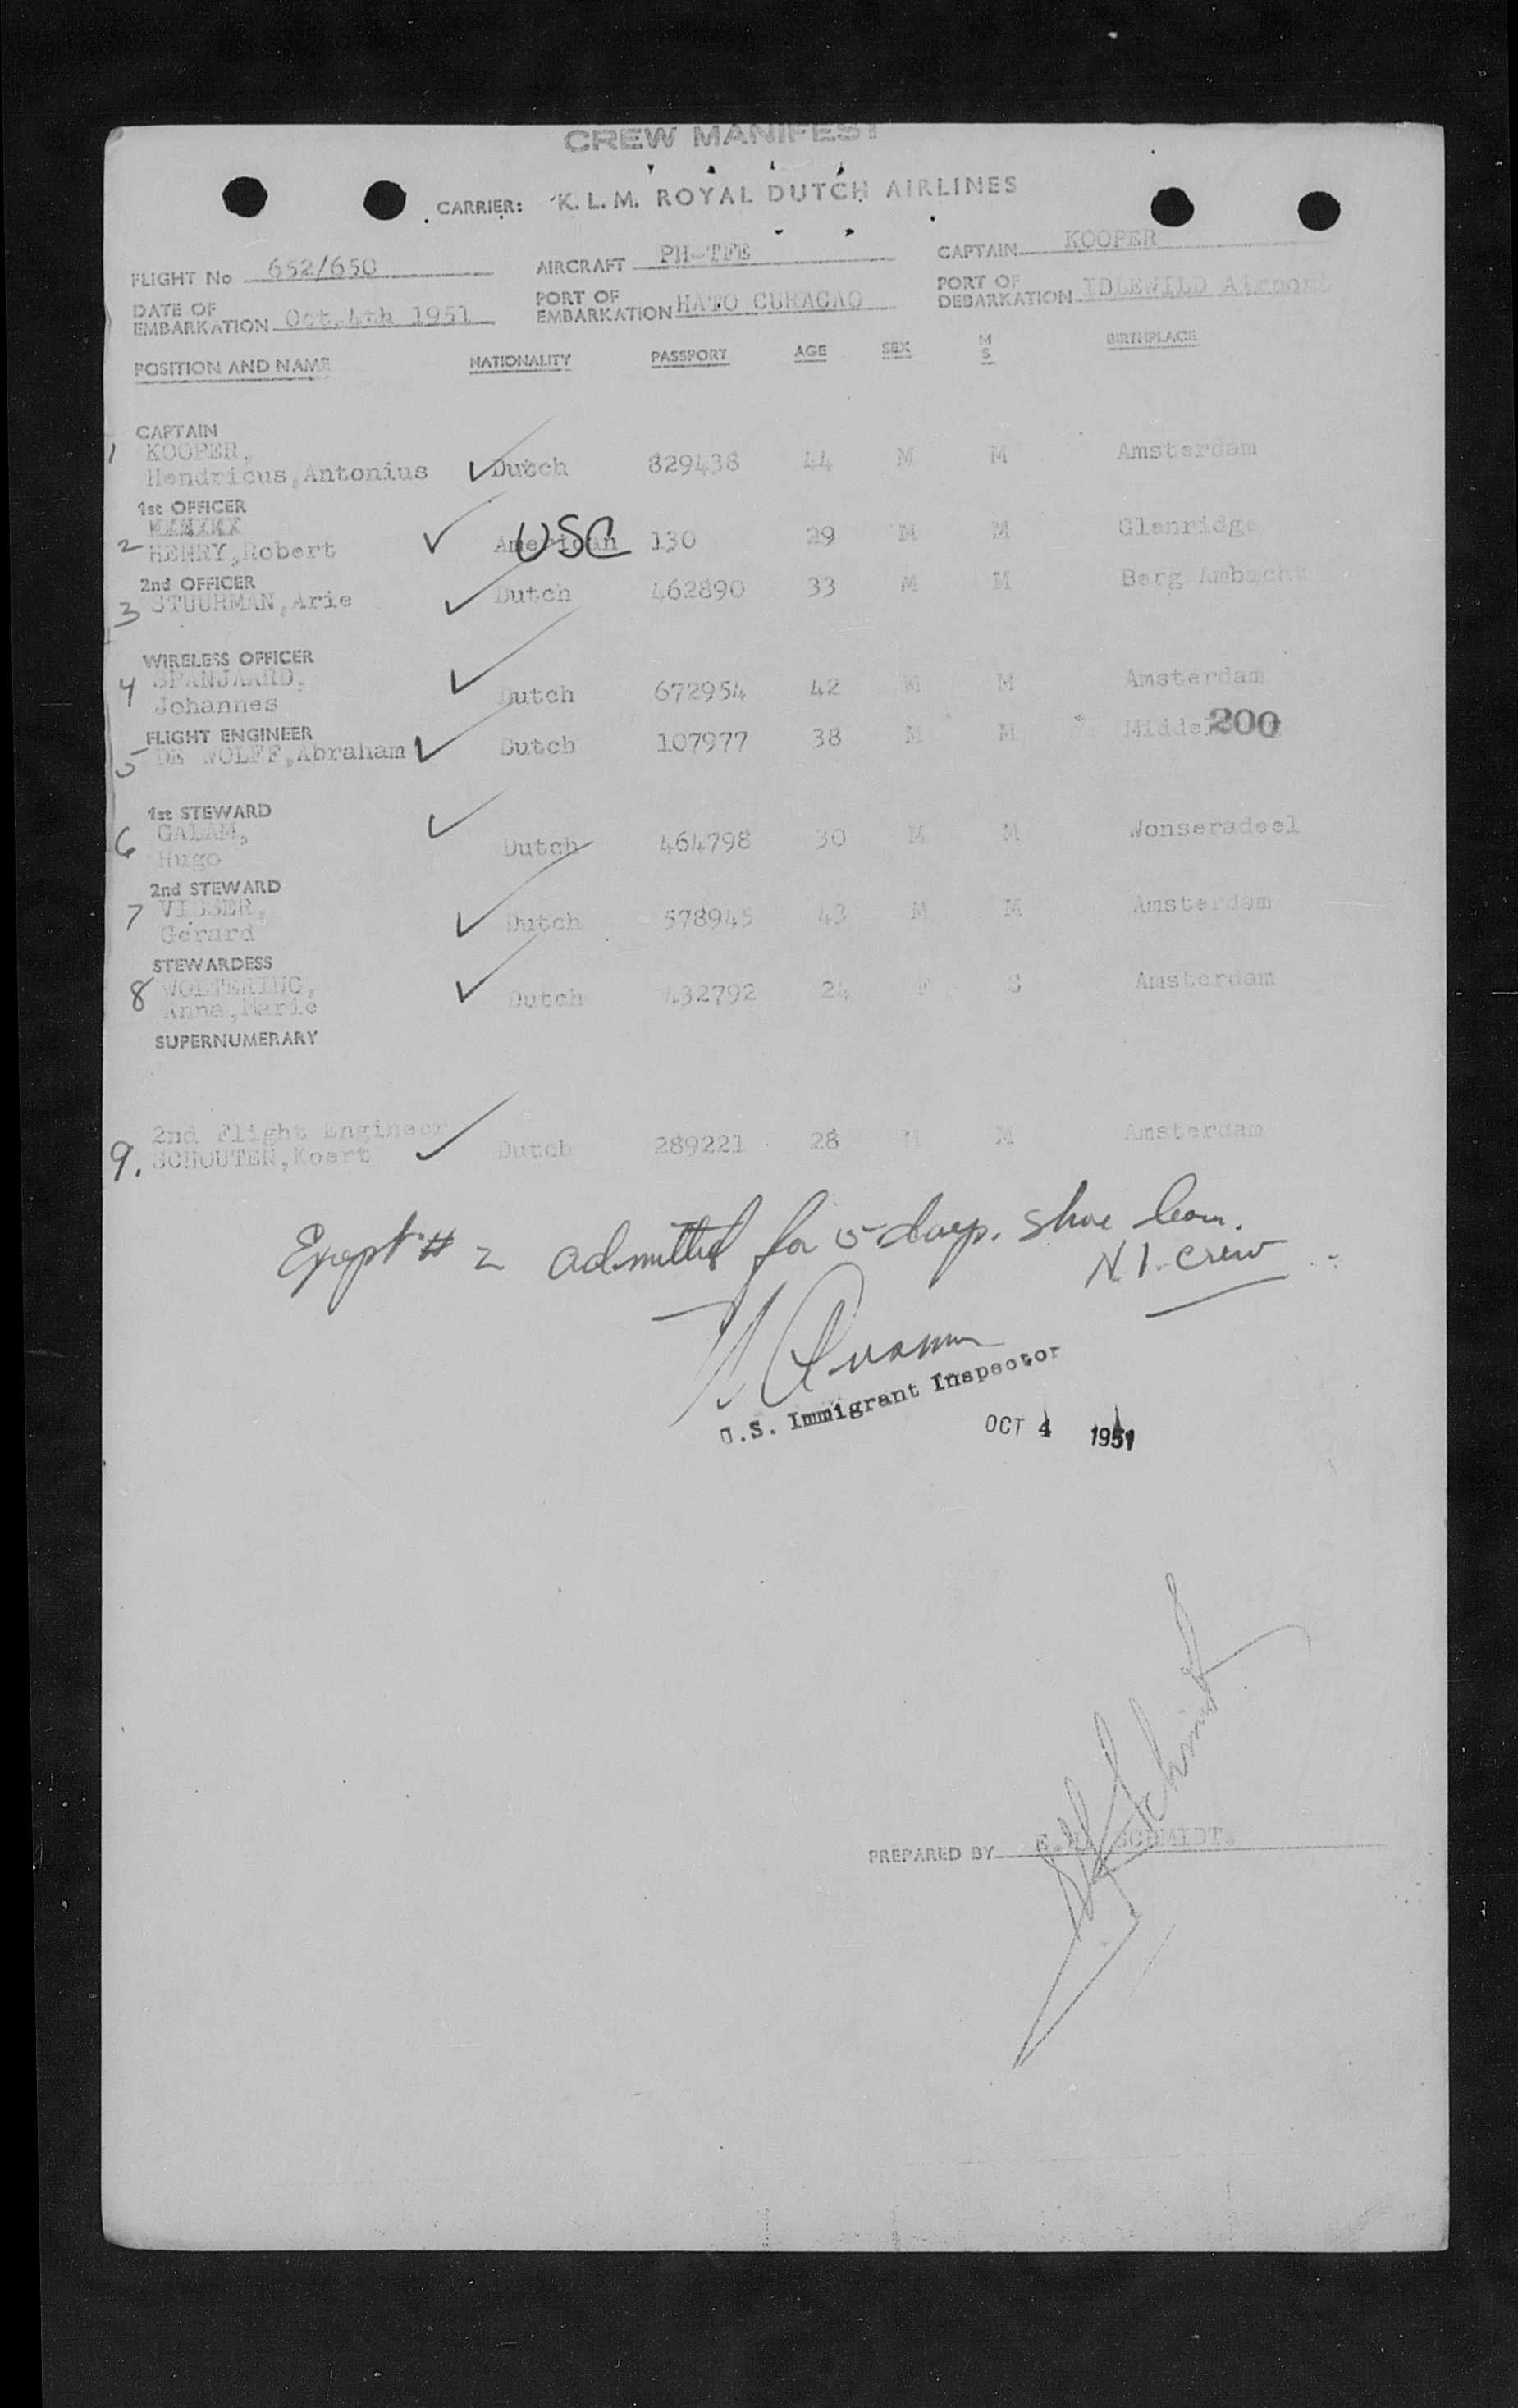 CREW MANIFEST
CARRIER: K. L. M. ROYAL DUTCH AIRLINES
FLIGHT No 652/650 AIRCRAFT PH-TFE CAPTAIN KOOPER
DATE OF EMBARKATION Oct.4th 1951 PORT OF EMBARKATION HATO CURACAO PORT OF DEBARKATION IDLEWILD Airport
POSITION AND NAME NATIONALITY PASSPORT AGE SEX M S BIRTHPLACE
CAPTAIN
1 KOOPER,
Hendricus,Antonius Dutch 829438 44 M M Amsterdam
1st OFFICER
2 HENRY,Robert American USC 130 29 M M Glenridge
2nd OFFICER
3 STUURMAN,Arie Dutch 462890 33 M M Berg Ambacht
WIRELESS OFFICER
4 SPANJAARD,
Johannes Dutch 672954 42 M M Amsterdam
FLIGHT ENGINEER
5 DE WOLFF,Abraham Dutch 107977 38 M M Middel 200
1st STEWARD
6 GALAM,
Hugo Dutch 464798 30 M M Wonseradeel
2nd STEWARD
7 VISSER,
Gerard Dutch 578945 43 M M Amsterdam
STEWARDESS
8 WOLTERING,
Anna,Marie Dutch 432792 24 F S Amsterdam
SUPERNUMERARY
2nd Flight Engineer
9. SCHOUTEN,Koert Dutch 289221 28 M M Amsterdam
Except # 2 admitted for 5 days. shore leave.
N.I. crew
U.S. Immigrant Inspector
OCT 4 1951
PREPARED BY SCHMIDT.